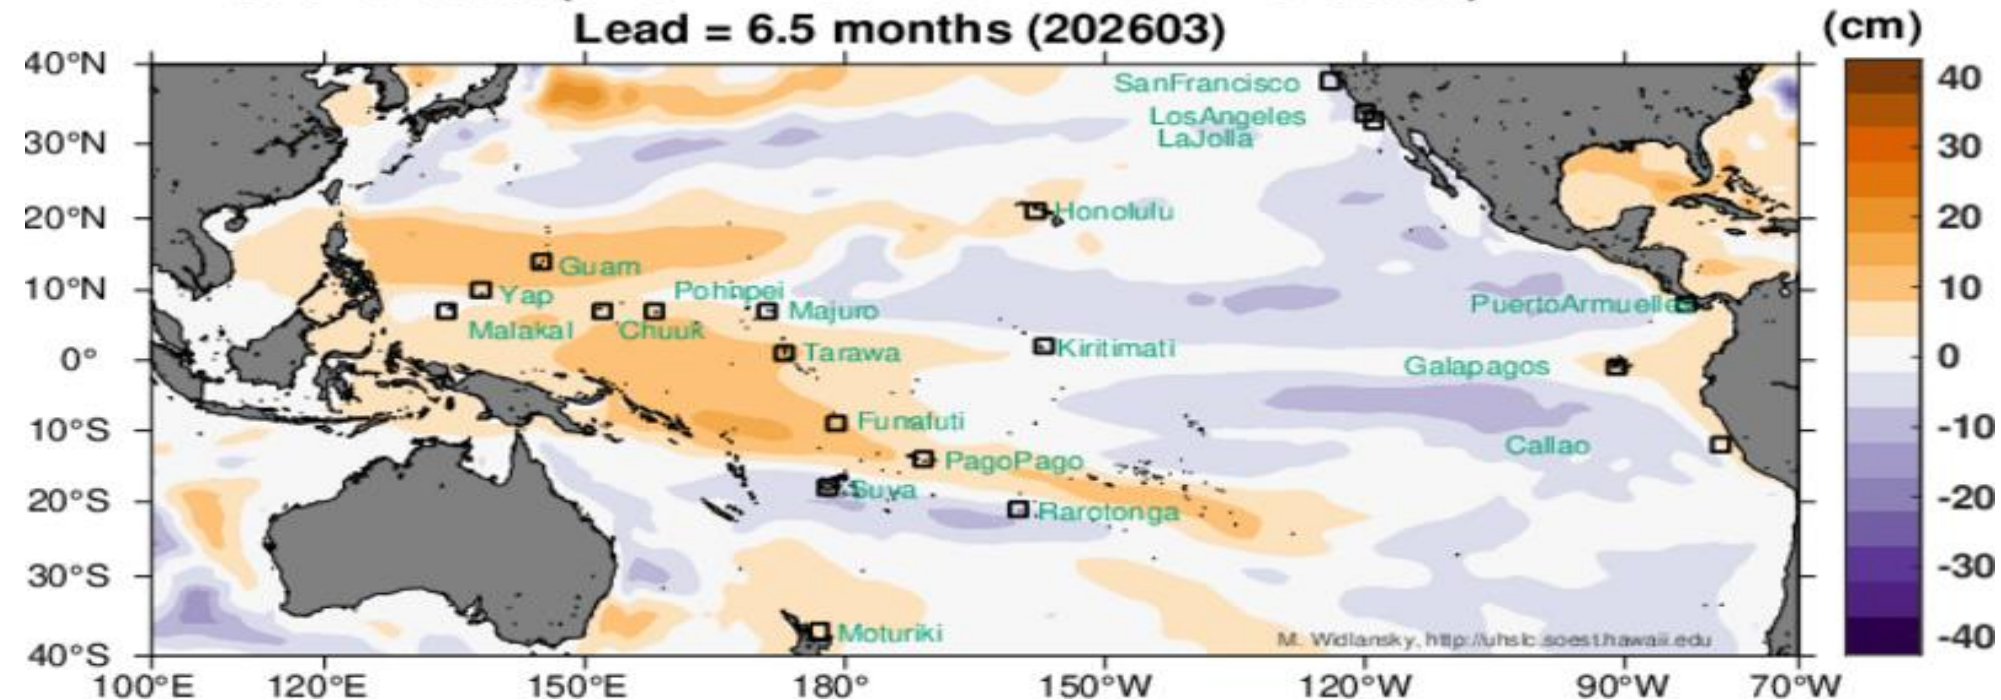 Lead = 6.5 months (202603)
(cm)
40°N
30°N
20°N
10°N
0°
10°S
20°S
30°S
40°S
100°E 120°E 150°E 180° 150°W 120°W 90°W 70°W
SanFrancisco
LosAngeles
LaJolla
Honolulu
Guam
Yap
Pohnpei
Malakal
Chuuk
Majuro
PuertoArmuelle
Tarawa
Kiritimati
Galapagos
Funafuti
Callao
PagoPago
Suva
Rarotonga
Moturiki
M. Widlansky, http://uhslc.soest.hawaii.edu
40
30
20
10
0
-10
-20
-30
-40